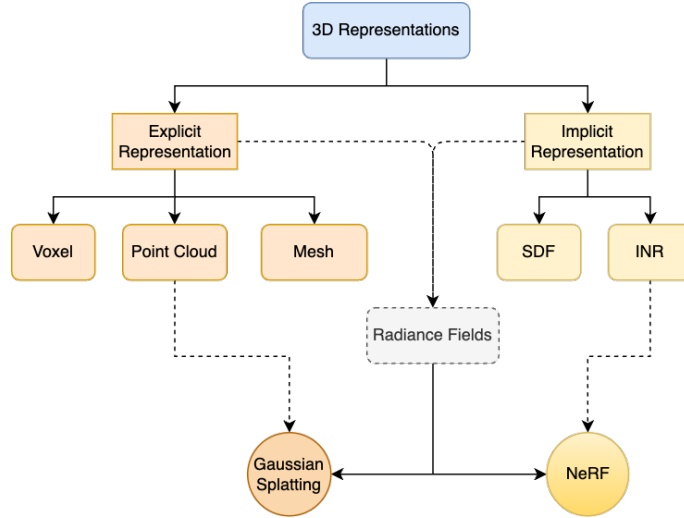 3D Representations
Explicit
Representation
Implicit
Representation
Voxel
Point Cloud
Mesh
SDF
INR
Radiance Fields
Gaussian
Splatting
NeRF